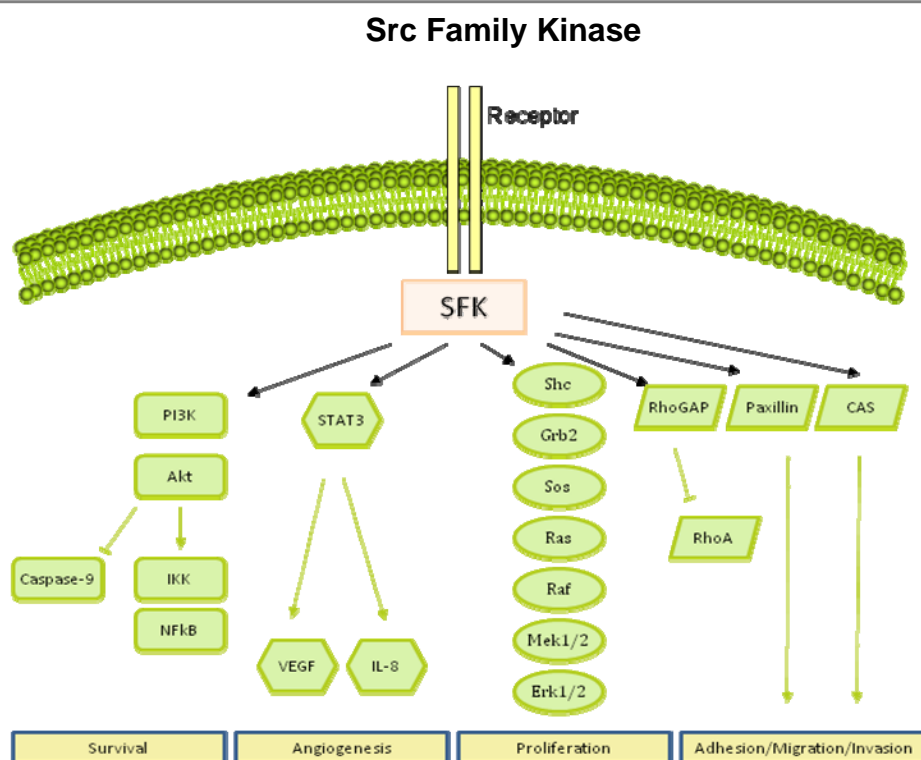 Src Family Kinase
Receptor
SFK
PI3K
Akt
Caspase-9
IKK
NFkB
STAT3
VEGF
IL-8
Shc
Grb2
Sos
Ras
Raf
Mek1/2
Erk1/2
RhoGAP
Paxillin
CAS
RhoA
Survival
Angiogenesis
Proliferation
Adhesion/Migration/Invasion